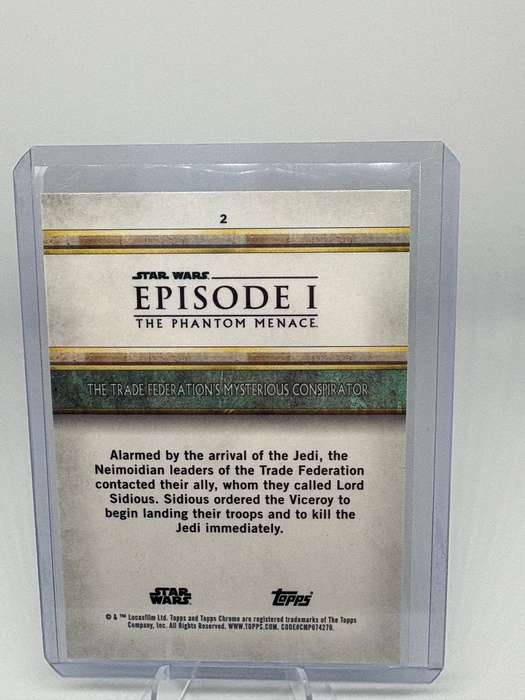 2
STAR WARS
EPISODE I
THE PHANTOM MENACE
THE TRADE FEDERATION'S MYSTERIOUS CONSPIRATOR
Alarmed by the arrival of the Jedi, the
Neimoidian leaders of the Trade Federation
contacted their ally, whom they called Lord
Sidious. Sidious ordered the Viceroy to
begin landing their troops and to kill the
Jedi immediately.
STAR WARS
topps
© & ™ Lucasfilm Ltd. Topps and Topps Chrome are registered trademarks of The Topps
Company, Inc. All Rights Reserved. WWW.TOPPS.COM. CODE#CMP074270.